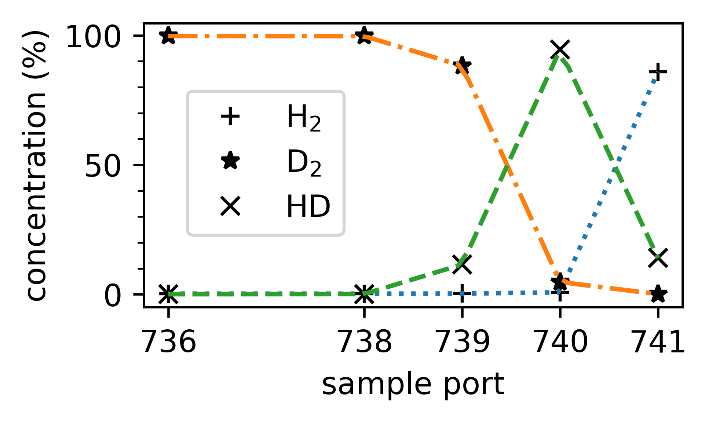 concentration (%)
100
50
0
H₂
D₂
HD
736 738 739 740 741
sample port